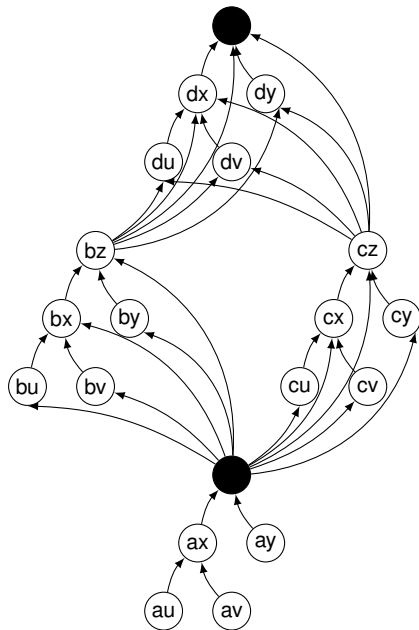 dx dy
du dv
bz cz
bx by cx cy
bu bv cu cv
ax ay
au av